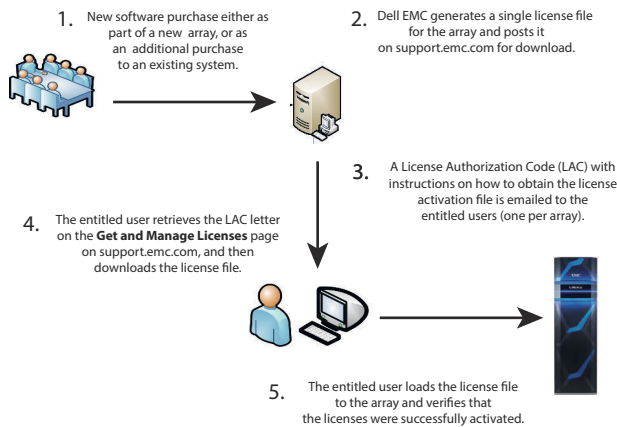 1. New software purchase either as
part of a new array, or as
an additional purchase
to an existing system.
2. Dell EMC generates a single license file
for the array and posts it
on support.emc.com for download.
3. A License Authorization Code (LAC) with
instructions on how to obtain the license
activation file is emailed to the
entitled users (one per array).
4. The entitled user retrieves the LAC letter
on the Get and Manage Licenses page
on support.emc.com, and then
downloads the license file.
EMC
5. The entitled user loads the license file
to the array and verifies that
the licenses were successfully activated.